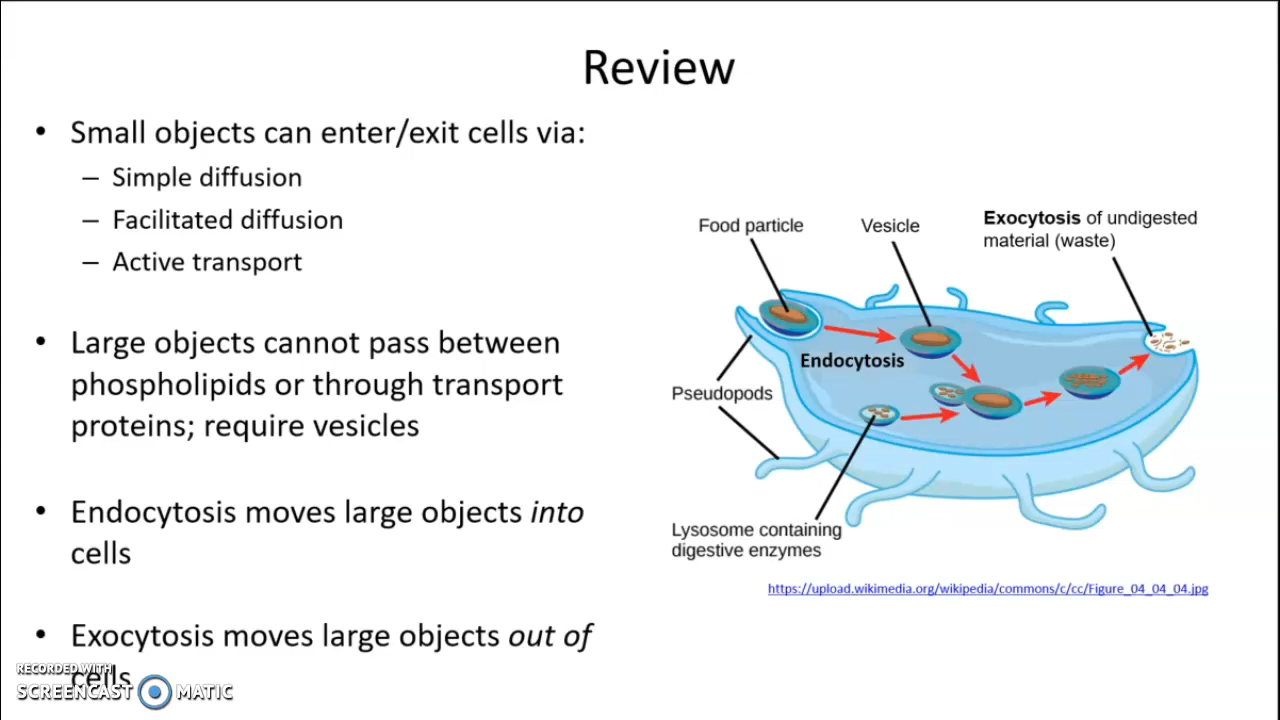 Review
• Small objects can enter/exit cells via:
– Simple diffusion
– Facilitated diffusion
– Active transport
• Large objects cannot pass between
phospholipids or through transport
proteins; require vesicles
• Endocytosis moves large objects into
cells
• Exocytosis moves large objects out of
cells
Food particle
Vesicle
Exocytosis of undigested
material (waste)
Endocytosis
Pseudopods
Lysosome containing
digestive enzymes
https://upload.wikimedia.org/wikipedia/commons/c/cc/Figure_04_04_04.jpg
RECORDED WITH
SCREENCAST MATIC